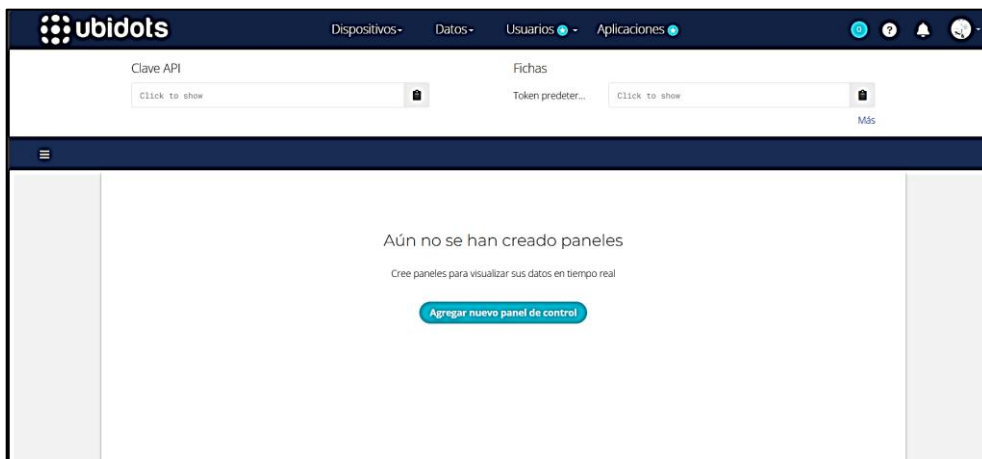 ubidots
Dispositivos Datos Usuarios Aplicaciones 0 ?
Clave API
Click to show
Fichas
Token predeter... Click to show
Más
Aún no se han creado paneles
Cree paneles para visualizar sus datos en tiempo real
Agregar nuevo panel de control